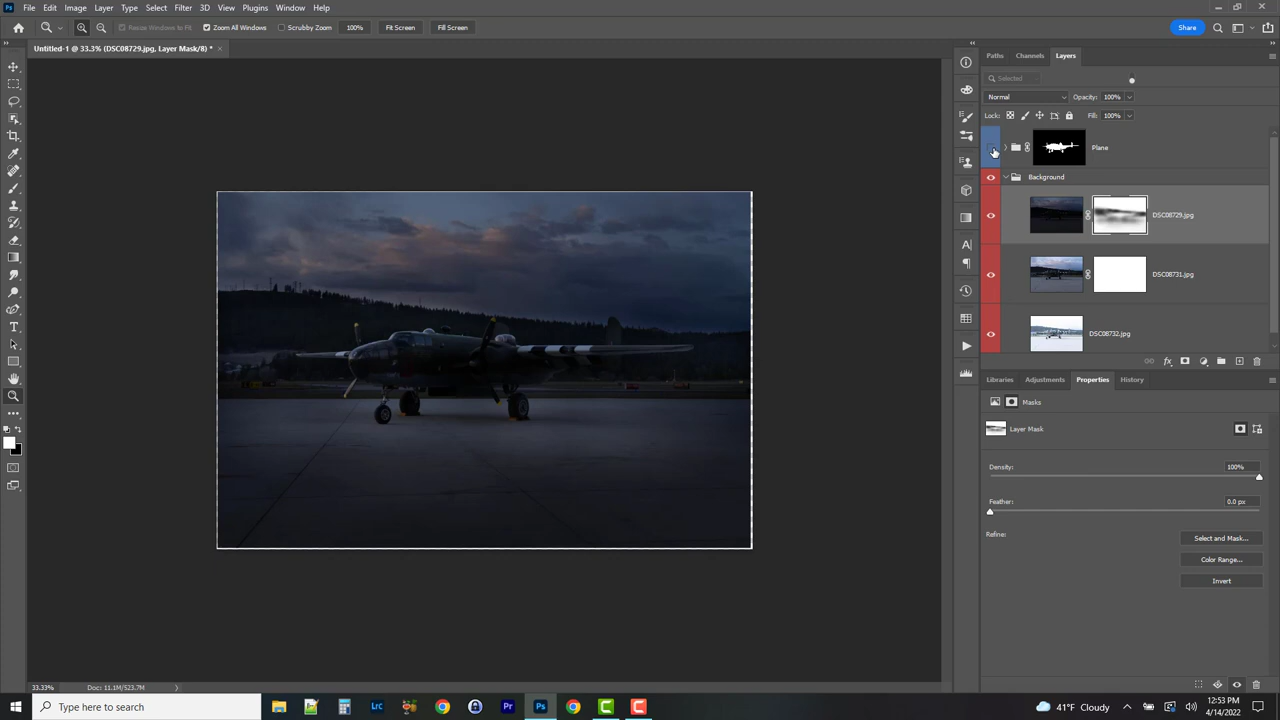 File Edit Image Layer Type Select Filter 3D View Plugins Window Help
Resize Windows to Fit Zoom All Windows Scrubby Zoom 100% Fit Screen Fill Screen Share
Untitled-1 @ 33.3% (DSC08729.jpg, Layer Mask/8) *
Paths Channels Layers
Selected
Normal Opacity: 100%
Lock: Fill: 100%
Plane
Background
DSC08729.jpg
DSC08731.jpg
DSC08732.jpg
Libraries Adjustments Properties History
Masks
Layer Mask
Density: 100%
Feather: 0.0 px
Refine: Select and Mask...
Color Range...
Invert
33.33% Doc: 11.1M/523.7M
Type here to search
41°F Cloudy
12:53 PM
4/14/2022